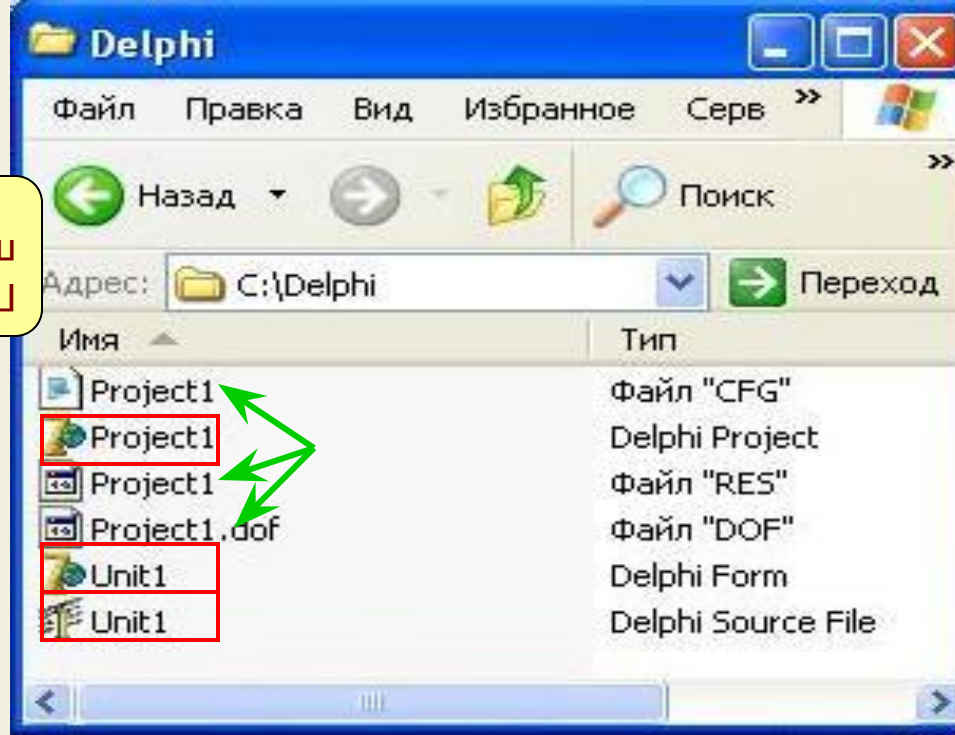 Delphi
Файл Правка Вид Избранное Серв »
Назад Поиск »
Адрес: C:\Delphi Переход
Имя Тип
Project1 Файл "CFG"
Project1 Delphi Project
Project1 Файл "RES"
Project1.dof Файл "DOF"
Unit1 Delphi Form
Unit1 Delphi Source File